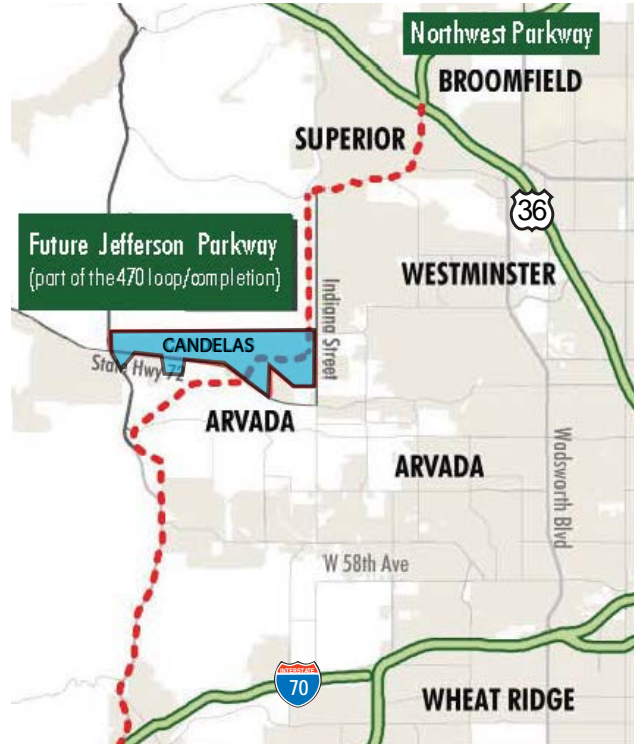 Northwest Parkway
BROOMFIELD
SUPERIOR
36
Future Jefferson Parkway
(part of the 470 loop/completion)
WESTMINSTER
Indiana Street
CANDELAS
State Hwy 72
ARVADA
ARVADA
Wadsworth Blvd
W 58th Ave
INTERSTATE
70
WHEAT RIDGE